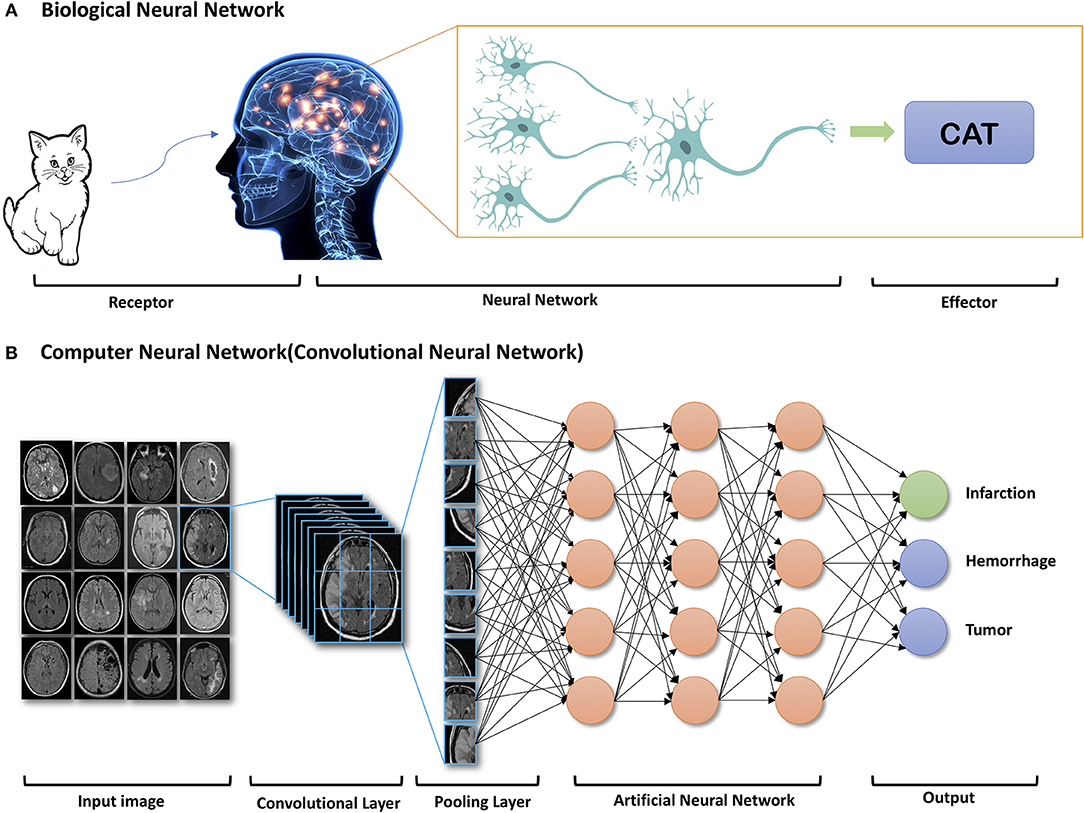 A Biological Neural Network
CAT
Receptor
Neural Network
Effector
B Computer Neural Network(Convolutional Neural Network)
Infarction
Hemorrhage
Tumor
Input image
Convolutional Layer
Pooling Layer
Artificial Neural Network
Output